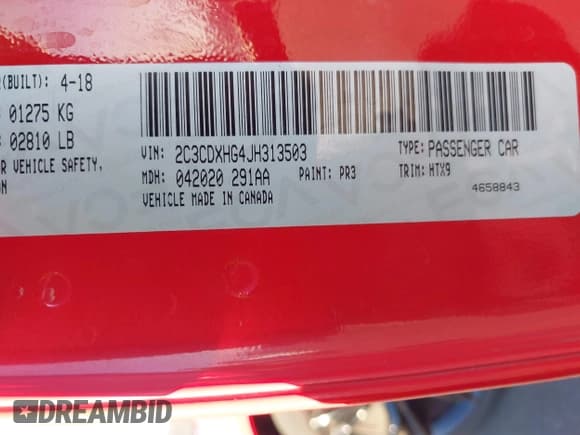 R(BUILT): 4-18
01275 KG
02810 LB
R VEHICLE SAFETY,
ON
VIN: 2C3CDXHG4JH313503
TYPE: PASSENGER CAR
MDH: 042020 291AA PAINT: PR3
TRIM: HTX9
VEHICLE MADE IN CANADA
4658843
DREAMBID